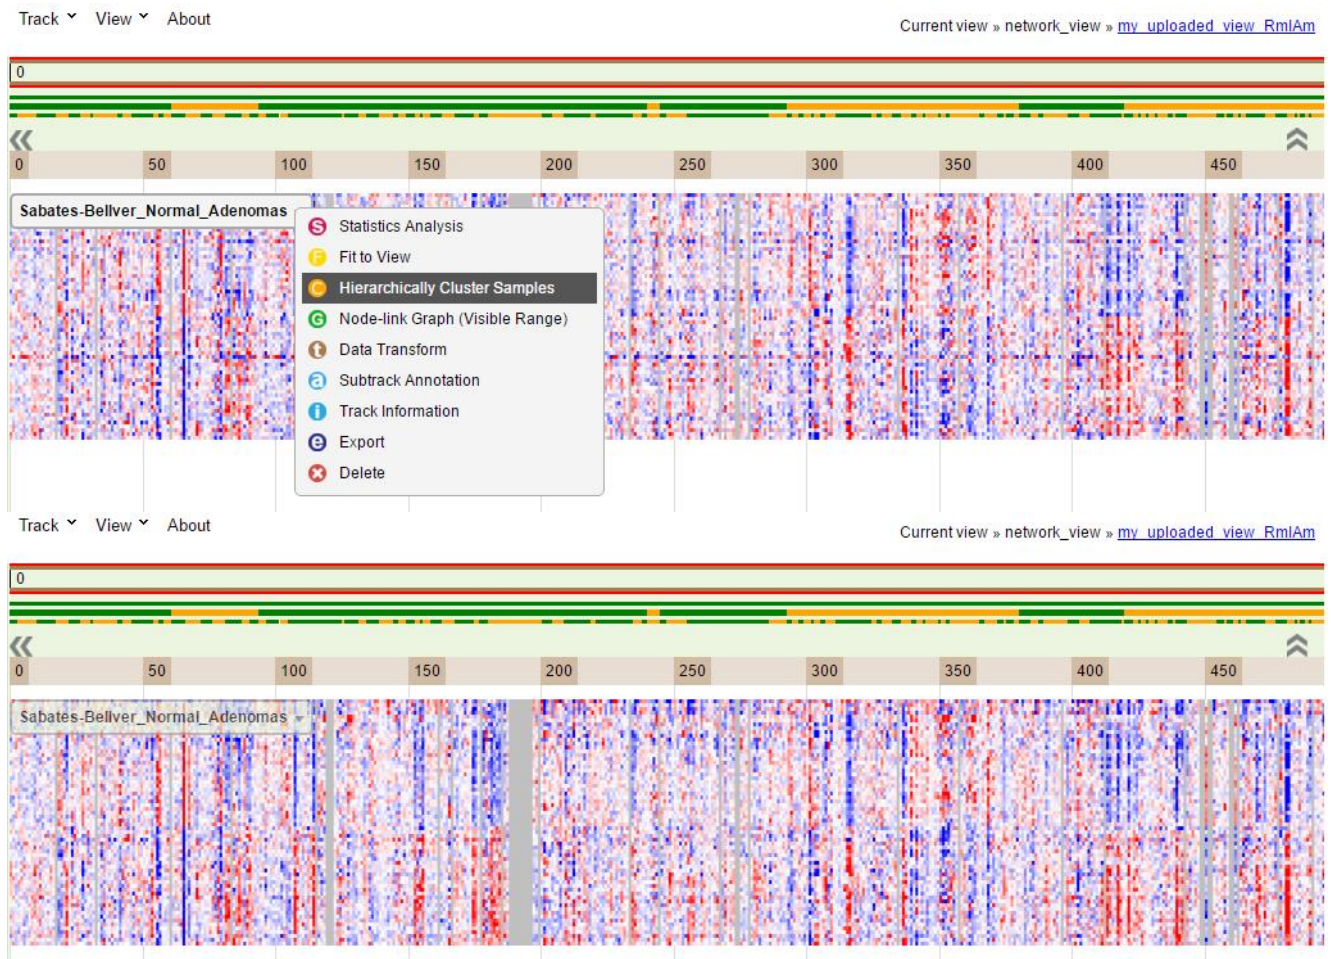 Track View About
Current view » network_view » my_uploaded_view_RmIAm
0
0 50 100 150 200 250 300 350 400 450
Sabates-Bellver_Normal_Adenomas
Statistics Analysis
Fit to View
Hierarchically Cluster Samples
Node-link Graph (Visible Range)
Data Transform
Subtrack Annotation
Track Information
Export
Delete
Track View About
Current view » network_view » my_uploaded_view_RmIAm
0
0 50 100 150 200 250 300 350 400 450
Sabates-Bellver_Normal_Adenomas